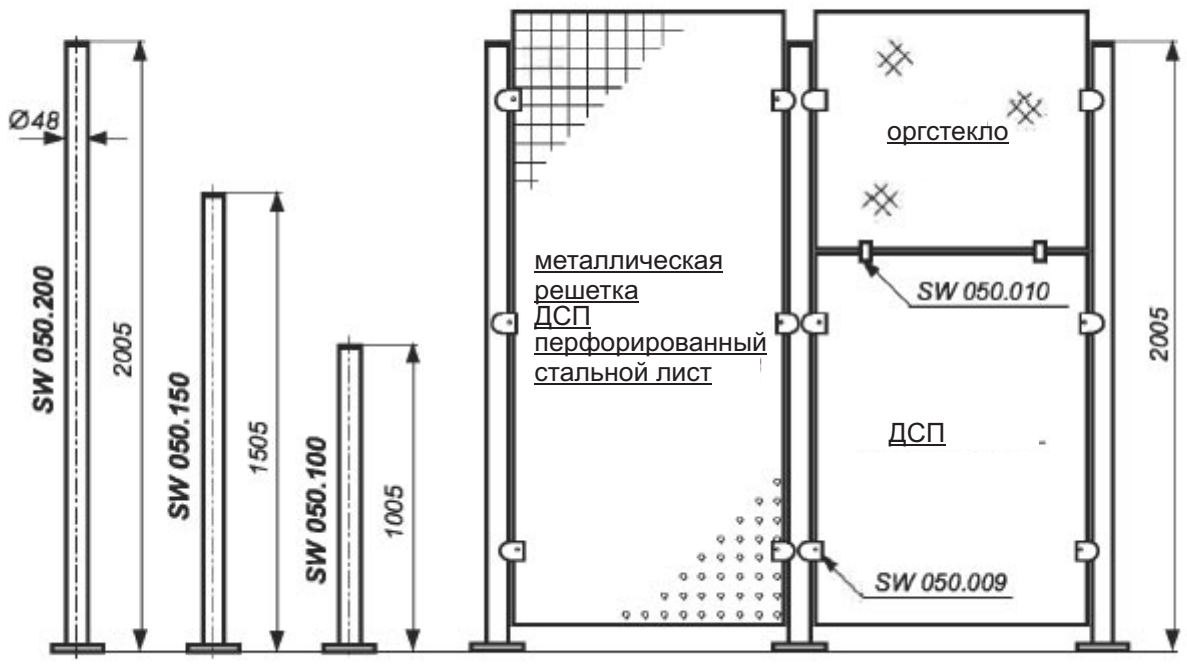 Ø48
SW 050.200
2005
SW 050.150
1505
SW 050.100
1005
металлическая
решетка
ДСП
перфорированный
стальной лист
оргстекло
SW 050.010
ДСП
SW 050.009
2005